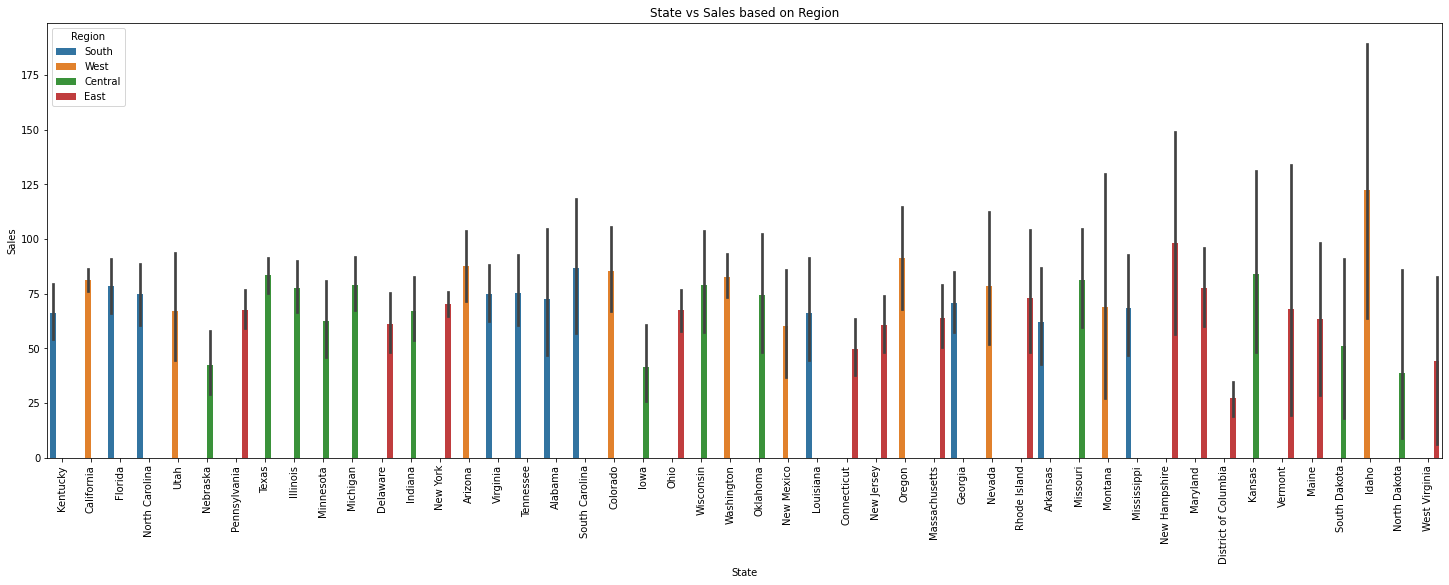 State vs Sales based on Region
Region
South
West
Central
East
Sales
175
150
125
100
75
50
25
0
Kentucky
California
Florida
North Carolina
Utah
Nebraska
Pennsylvania
Texas
Illinois
Minnesota
Michigan
Delaware
Indiana
New York
Arizona
Virginia
Tennessee
Alabama
South Carolina
Colorado
Iowa
Ohio
Wisconsin
Washington
Oklahoma
New Mexico
Louisiana
Connecticut
New Jersey
Oregon
Massachusetts
Georgia
Nevada
Rhode Island
Arkansas
Missouri
Montana
Mississippi
New Hampshire
Maryland
District of Columbia
Kansas
Vermont
Maine
South Dakota
Idaho
North Dakota
West Virginia
State